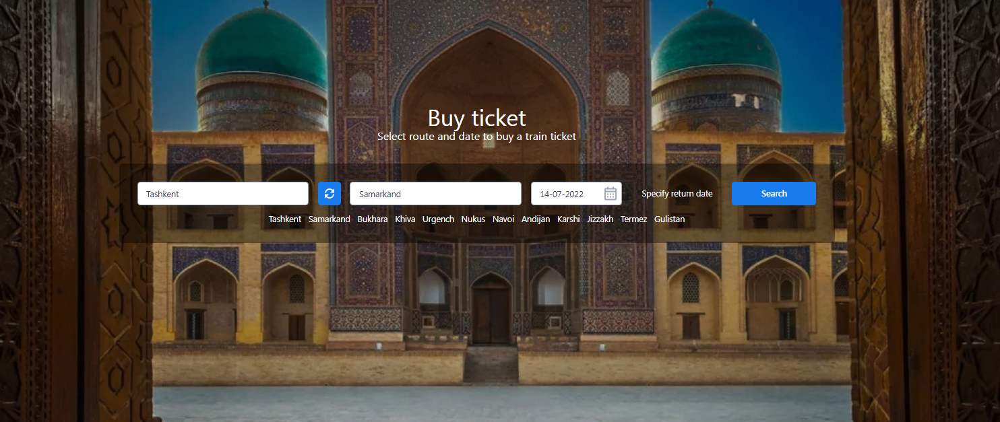 Buy ticket
Select route and date to buy a train ticket
Tashkent Samarkand 14-07-2022 Specify return date Search
Tashkent Samarkand Bukhara Khiva Urgench Nukus Navoi Andijan Karshi Jizzakh Termez Gulistan